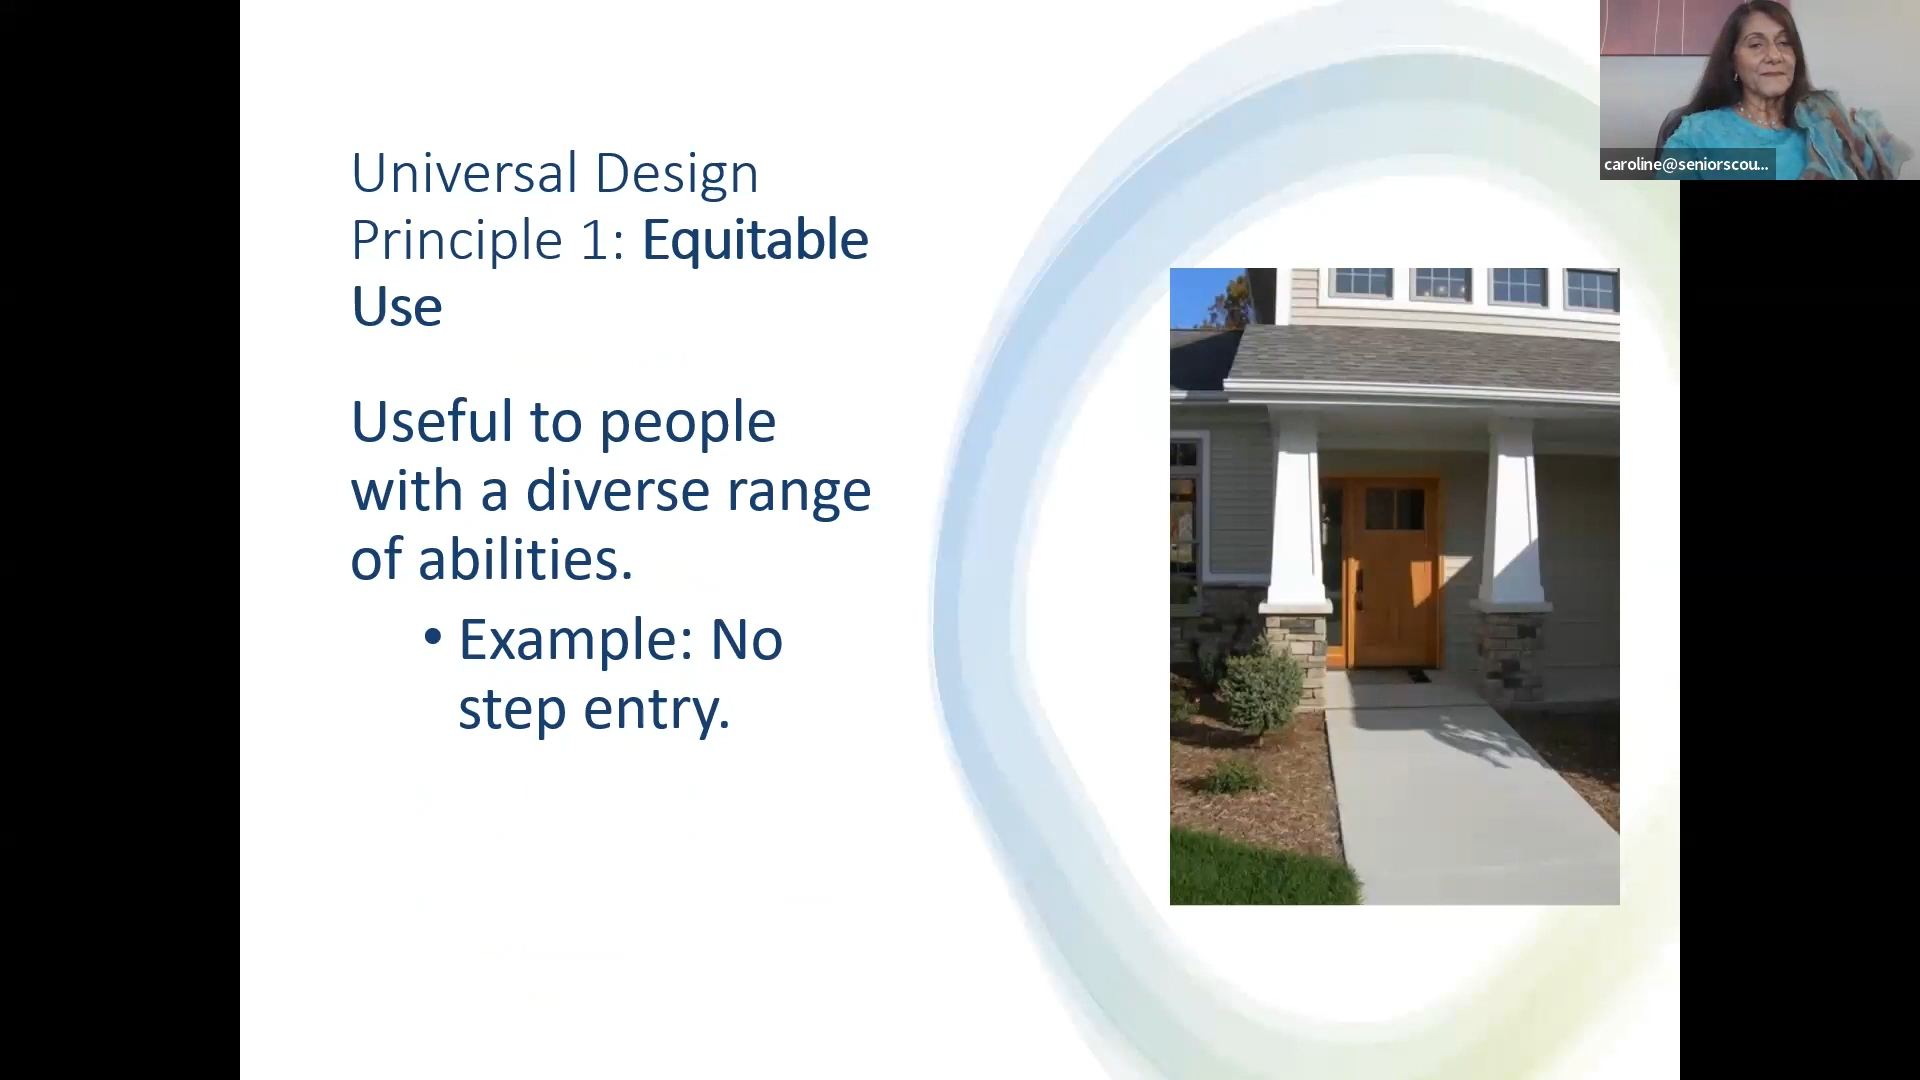 Universal Design
Principle 1: Equitable
Use
Useful to people
with a diverse range
of abilities.
• Example: No
step entry.
caroline@seniorscou...